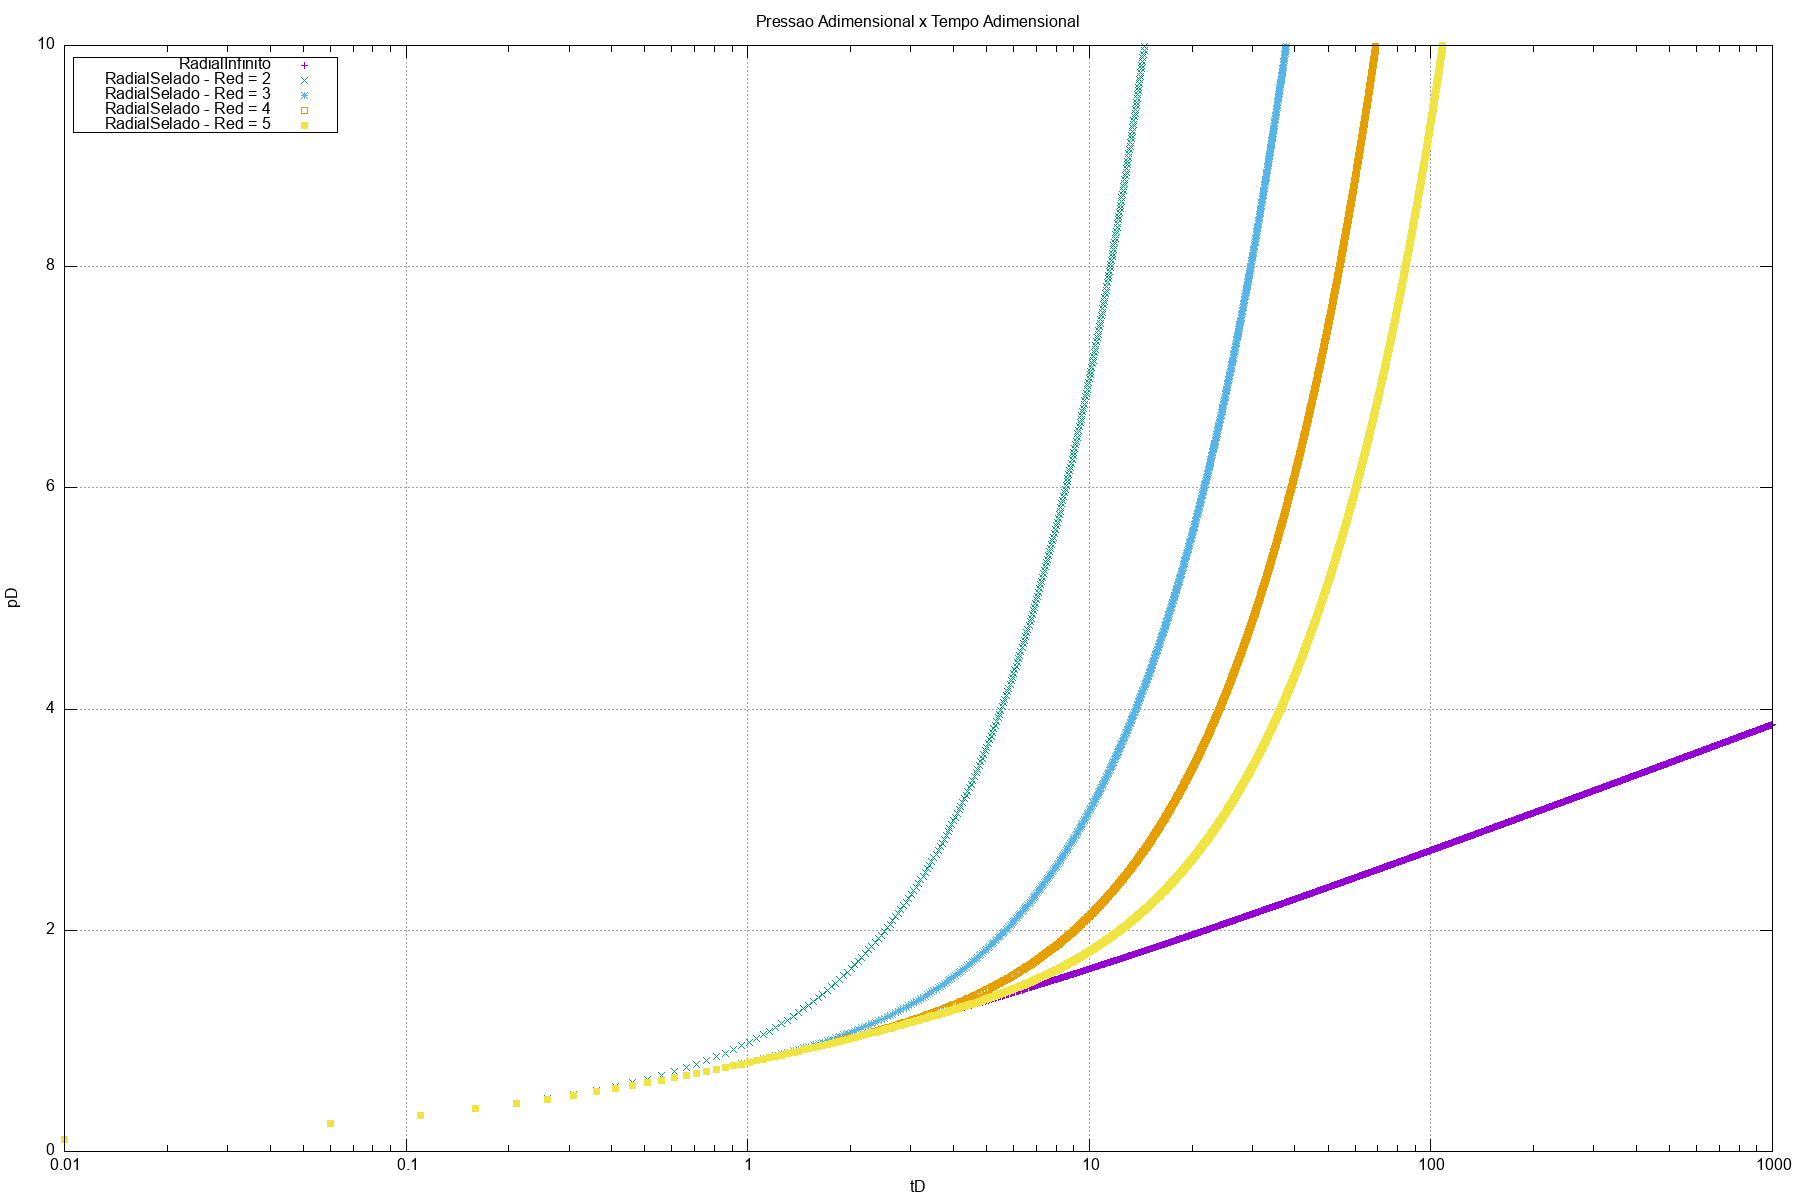 Pressao Adimensional x Tempo Adimensional
10
RadialInfinito
RadialSelado - Red = 2
RadialSelado - Red = 3
RadialSelado - Red = 4
RadialSelado - Red = 5
8
6
pD
4
2
0
0.01 0.1 1 10 100 1000
tD